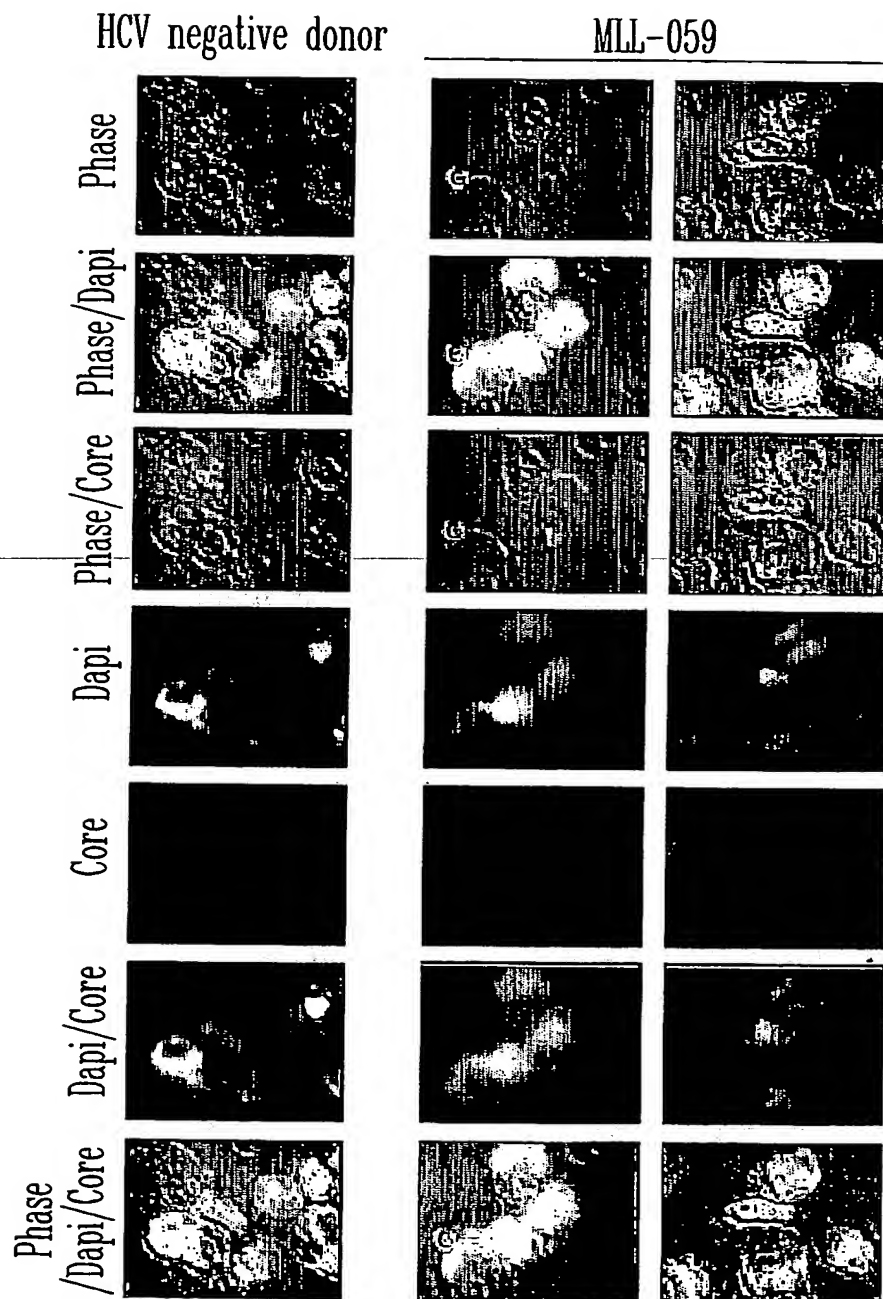 HCV negative donor
MLL-059
Phase
Phase/Dapi
Phase/Core
Dapi
Core
Dapi/Core
Phase
/Dapi/Core